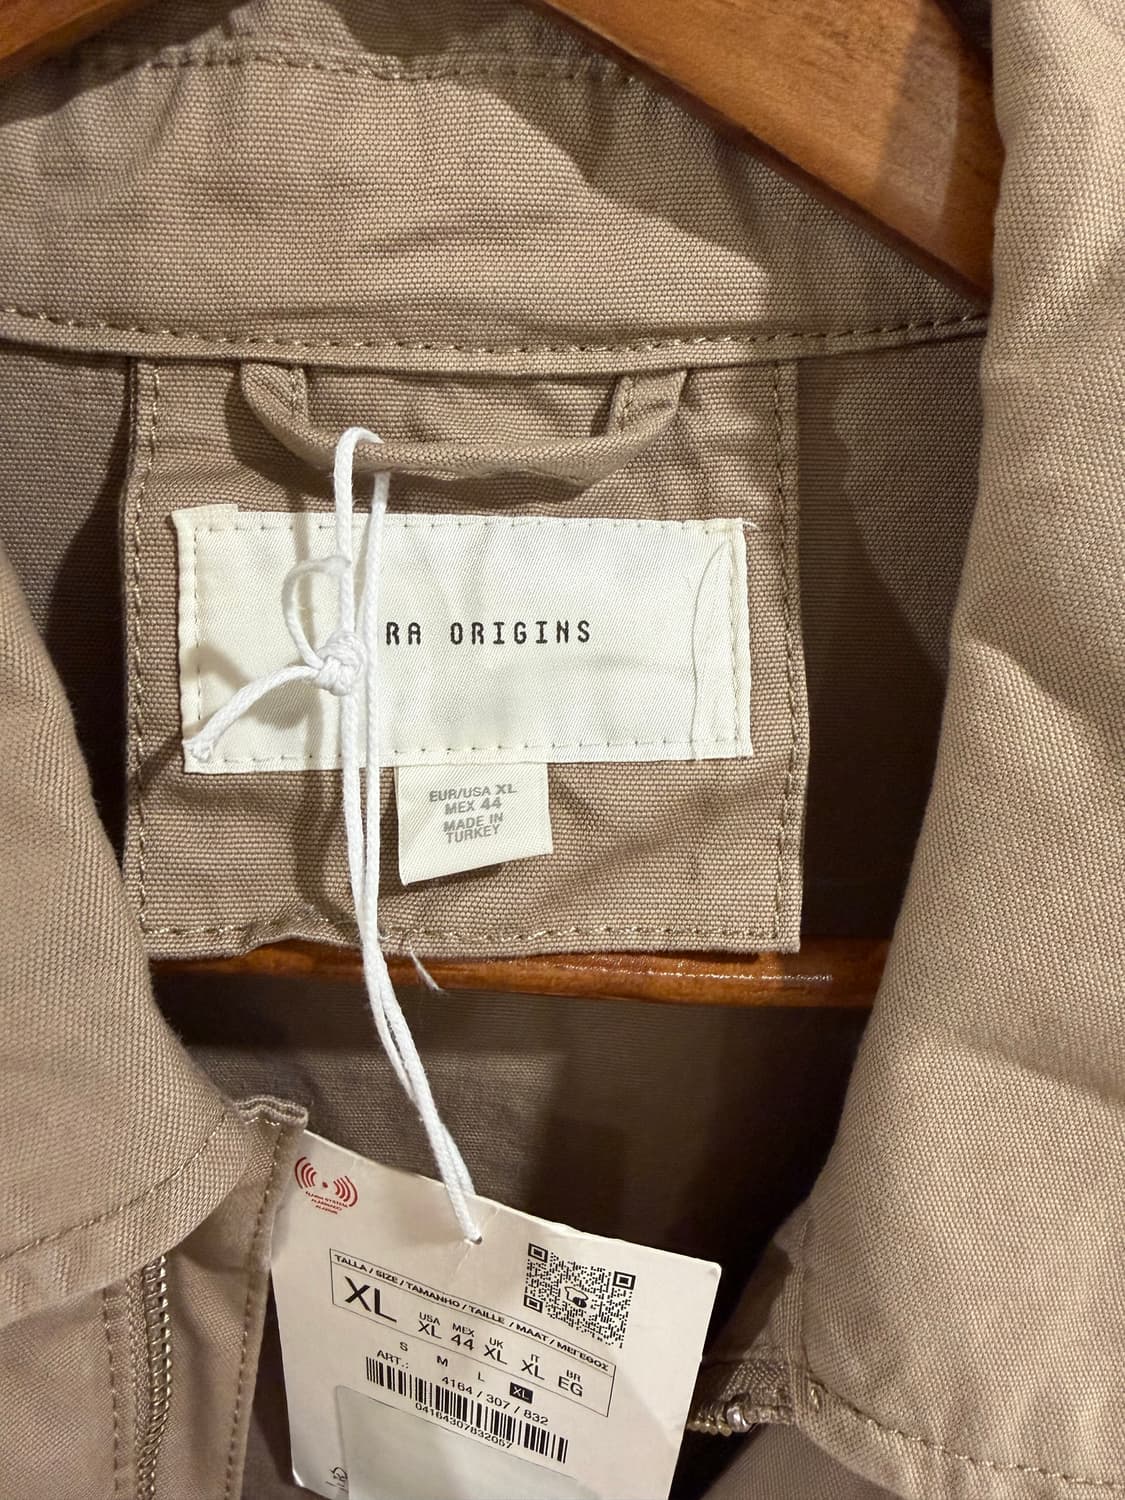 RA ORIGINS
EUR/USA XL
MEX 44
MADE IN
TURKEY
TALLA / SIZE / TAMANHO / TAILLE / MAAT / ΜΕΓΕΘΟΣ
XL
USA MEX UK IT BR
XL 44 XL XL EG
S M L XL
ART.: 4164 / 307 / 832
04164307832057